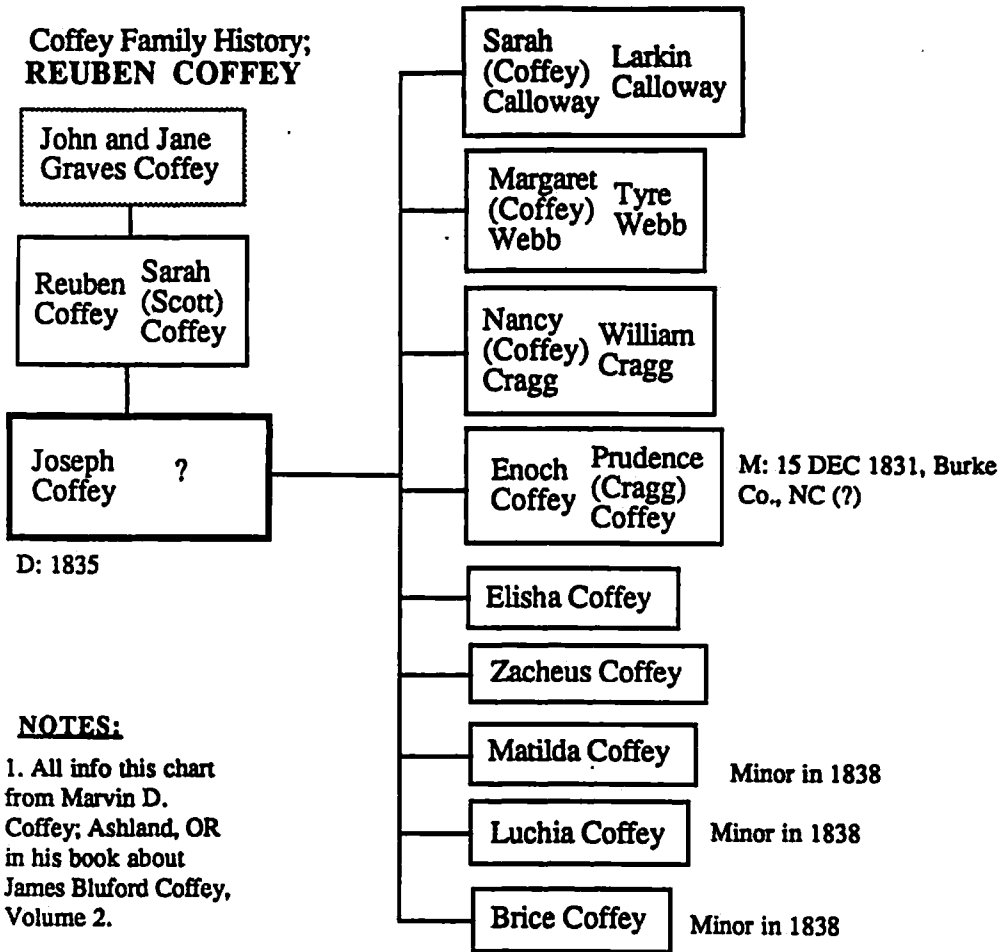 Coffey Family History;
REUBEN COFFEY
John and Jane
Graves Coffey
Reuben
Coffey
Sarah
(Scott)
Coffey
Joseph
Coffey
?
D: 1835
Sarah
(Coffey)
Calloway
Larkin
Calloway
Margaret
(Coffey)
Webb
Tyre
Webb
Nancy
(Coffey)
Cragg
William
Cragg
Enoch
Coffey
Prudence
(Cragg)
Coffey
M: 15 DEC 1831, Burke
Co., NC (?)
Elisha Coffey
Zacheus Coffey
Matilda Coffey
Minor in 1838
Luchia Coffey
Minor in 1838
Brice Coffey
Minor in 1838
NOTES:
1. All info this chart
from Marvin D.
Coffey; Ashland, OR
in his book about
James Bluford Coffey,
Volume 2.